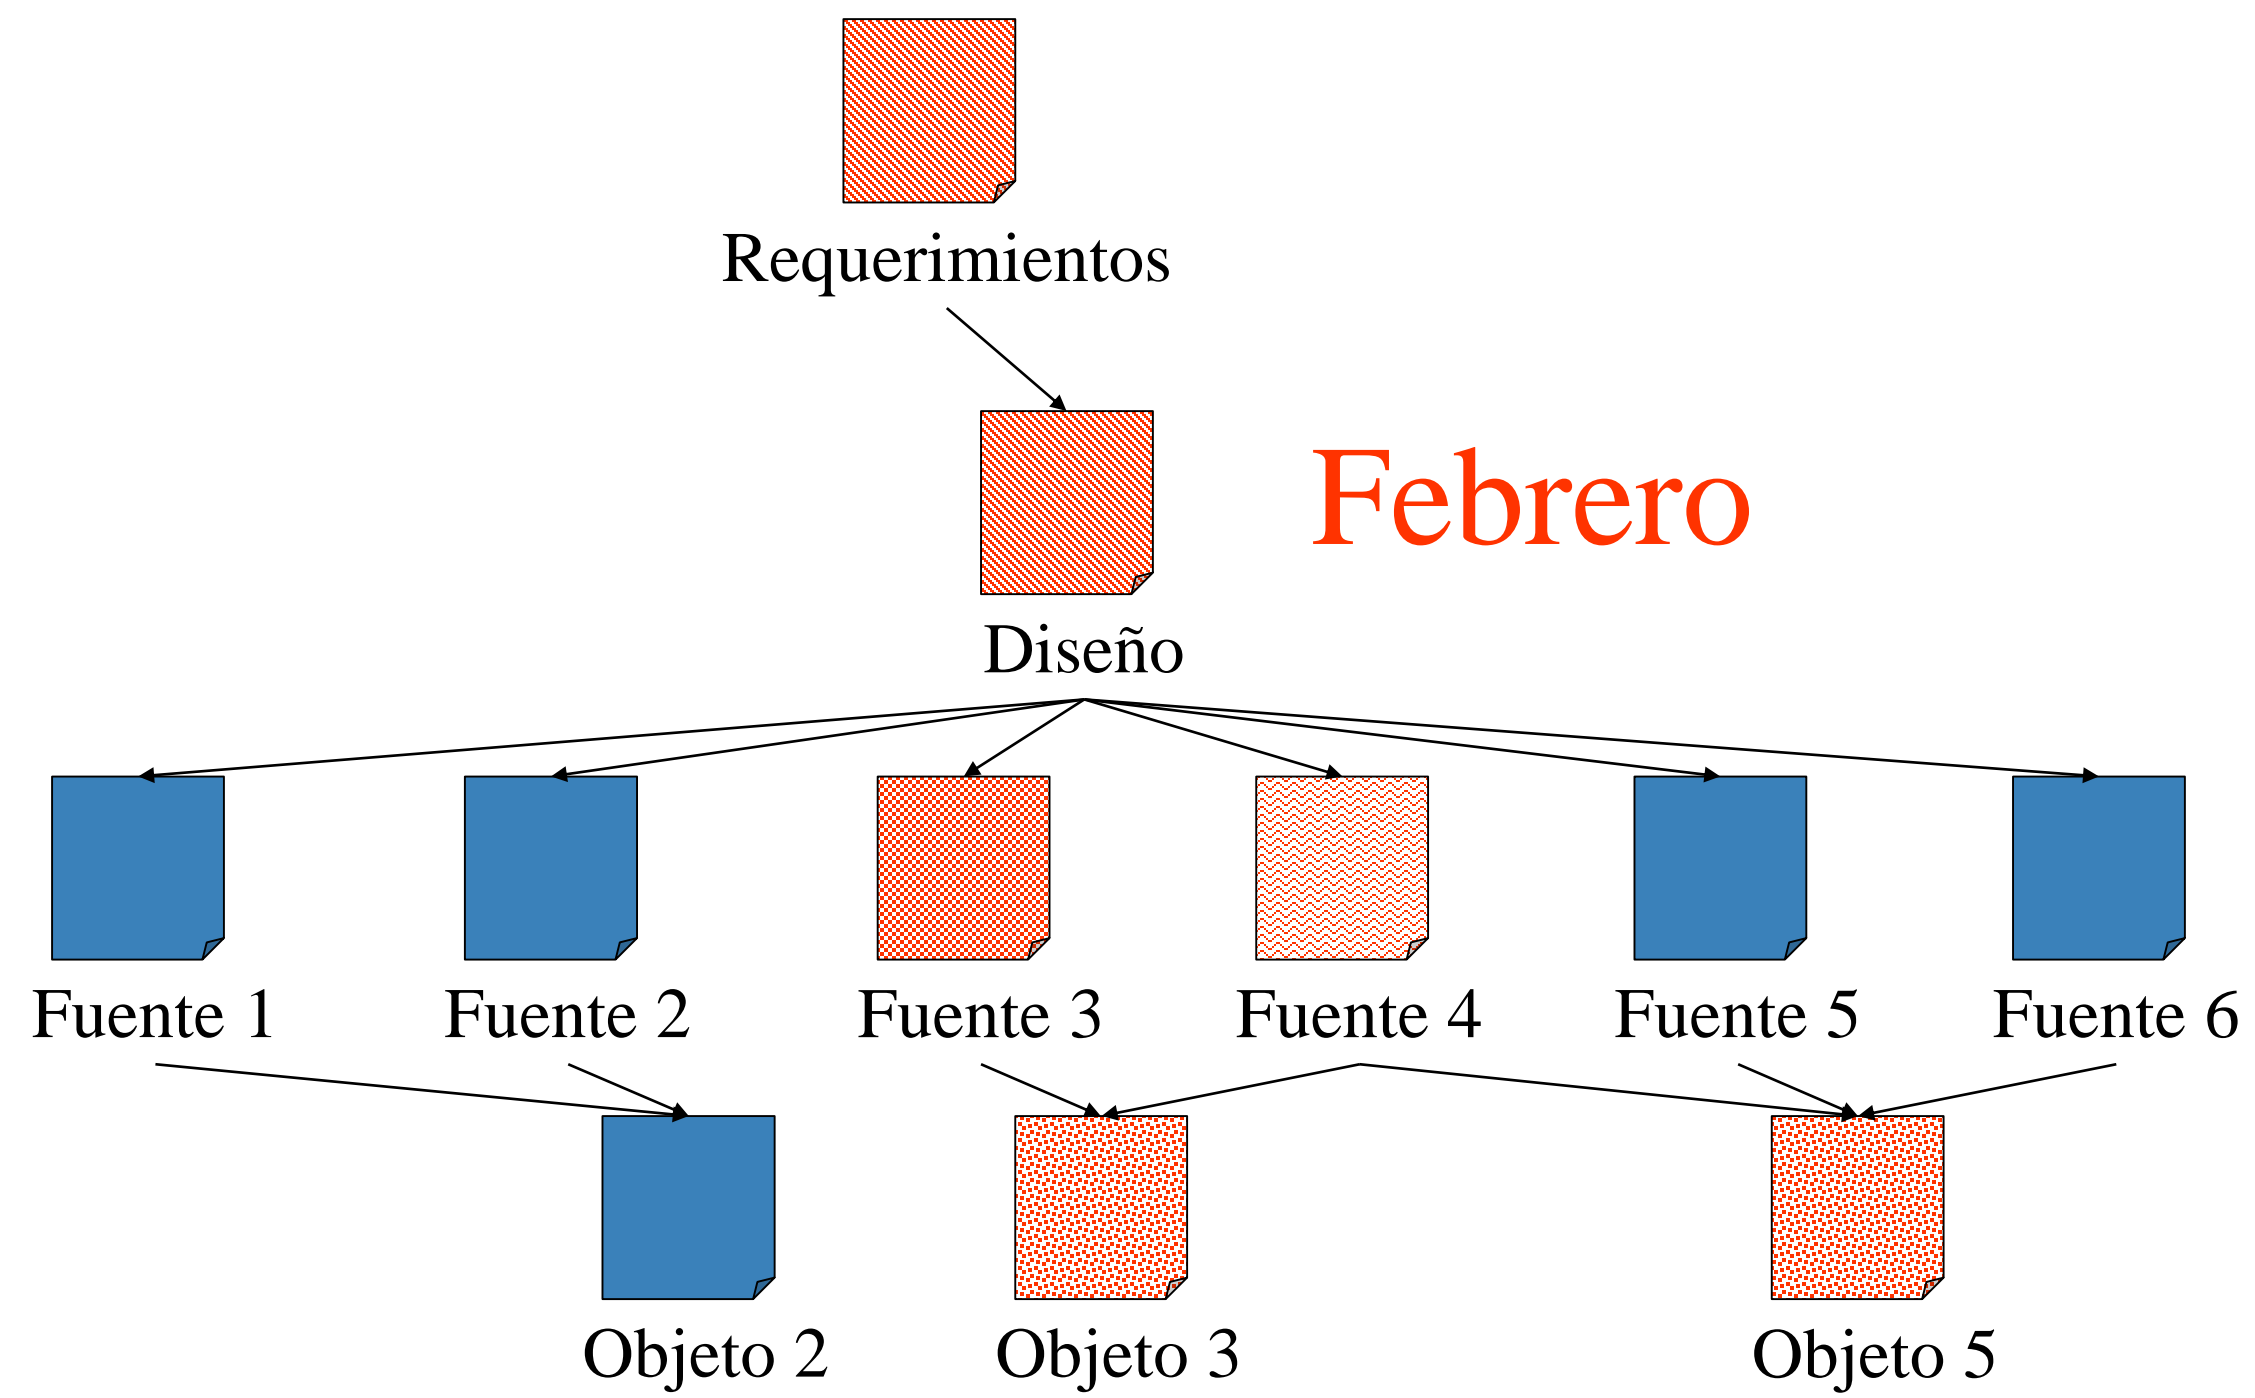 Requerimientos
Febrero
Diseño
Fuente 1
Fuente 2
Fuente 3
Fuente 4
Fuente 5
Fuente 6
Objeto 2
Objeto 3
Objeto 5